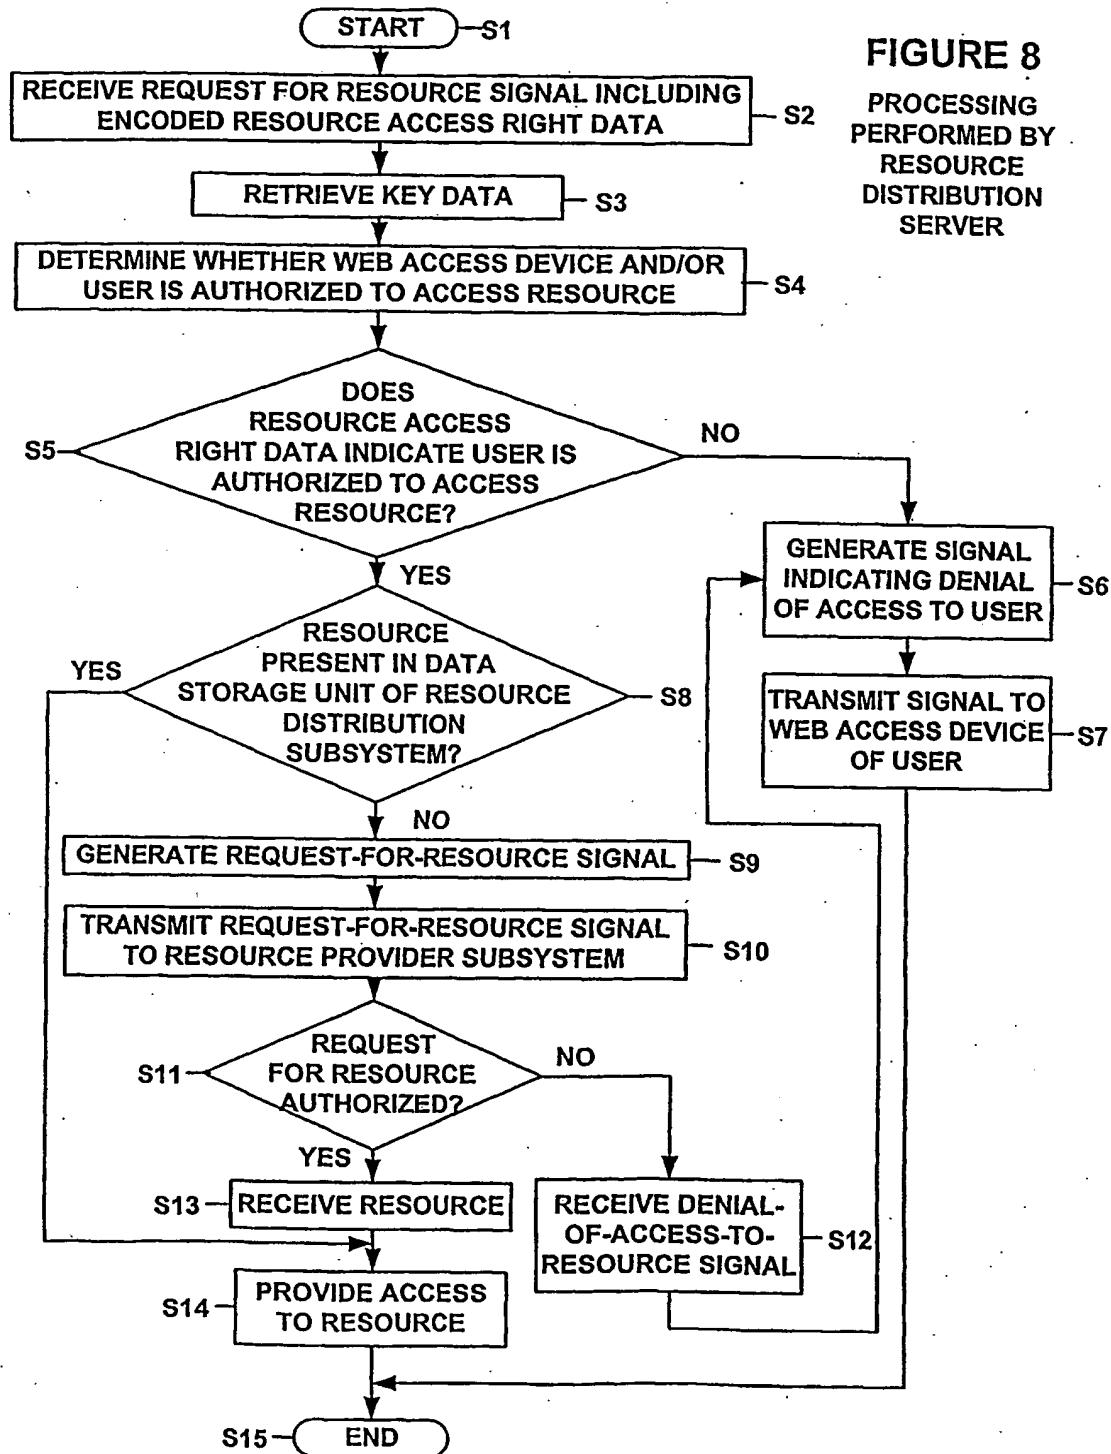 START
S1
FIGURE 8
PROCESSING
PERFORMED BY
RESOURCE
DISTRIBUTION
SERVER
RECEIVE REQUEST FOR RESOURCE SIGNAL INCLUDING
ENCODED RESOURCE ACCESS RIGHT DATA
S2
RETRIEVE KEY DATA
S3
DETERMINE WHETHER WEB ACCESS DEVICE AND/OR
USER IS AUTHORIZED TO ACCESS RESOURCE
S4
DOES
RESOURCE ACCESS
RIGHT DATA INDICATE USER IS
AUTHORIZED TO ACCESS
RESOURCE?
S5
NO
YES
GENERATE SIGNAL
INDICATING DENIAL
OF ACCESS TO USER
S6
TRANSMIT SIGNAL TO
WEB ACCESS DEVICE
OF USER
S7
RESOURCE
PRESENT IN DATA
STORAGE UNIT OF RESOURCE
DISTRIBUTION
SUBSYSTEM?
YES
S8
NO
GENERATE REQUEST-FOR-RESOURCE SIGNAL
S9
TRANSMIT REQUEST-FOR-RESOURCE SIGNAL
TO RESOURCE PROVIDER SUBSYSTEM
S10
REQUEST
FOR RESOURCE
AUTHORIZED?
S11
NO
YES
S13
RECEIVE RESOURCE
RECEIVE DENIAL-
OF-ACCESS-TO-
RESOURCE SIGNAL
S12
S14
PROVIDE ACCESS
TO RESOURCE
S15
END